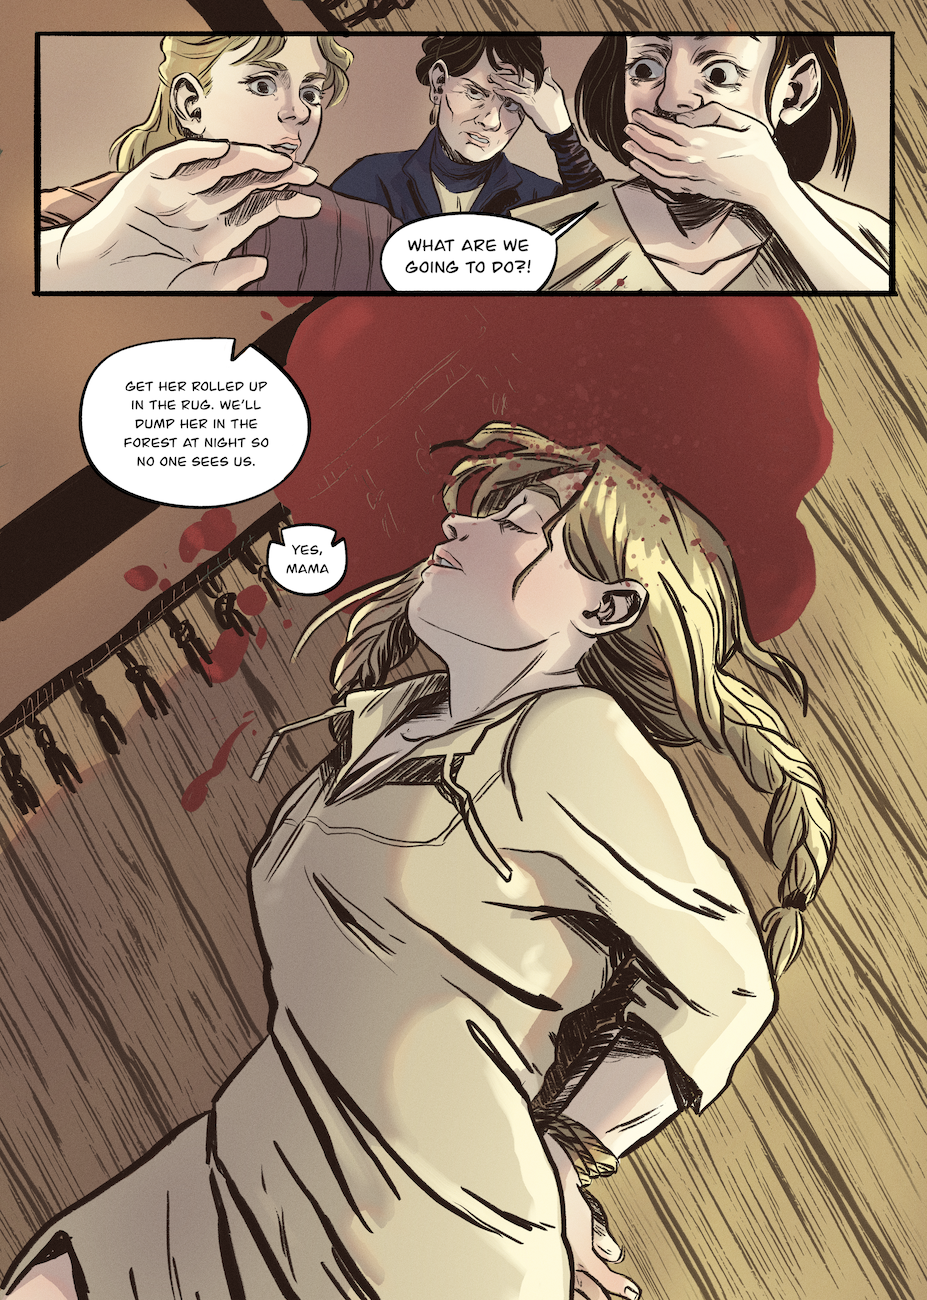 WHAT ARE WE
GOING TO DO?!
GET HER ROLLED UP
IN THE RUG. WE'LL
DUMP HER IN THE
FOREST AT NIGHT SO
NO ONE SEES US.
YES,
MAMA